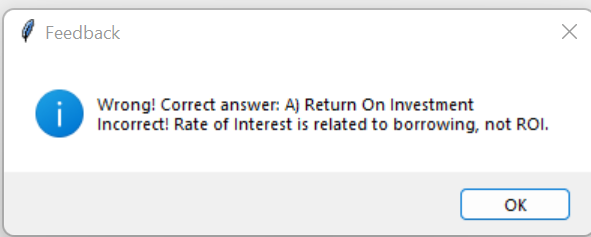 Feedback
Wrong! Correct answer: A) Return On Investment
Incorrect! Rate of Interest is related to borrowing, not ROI.
OK